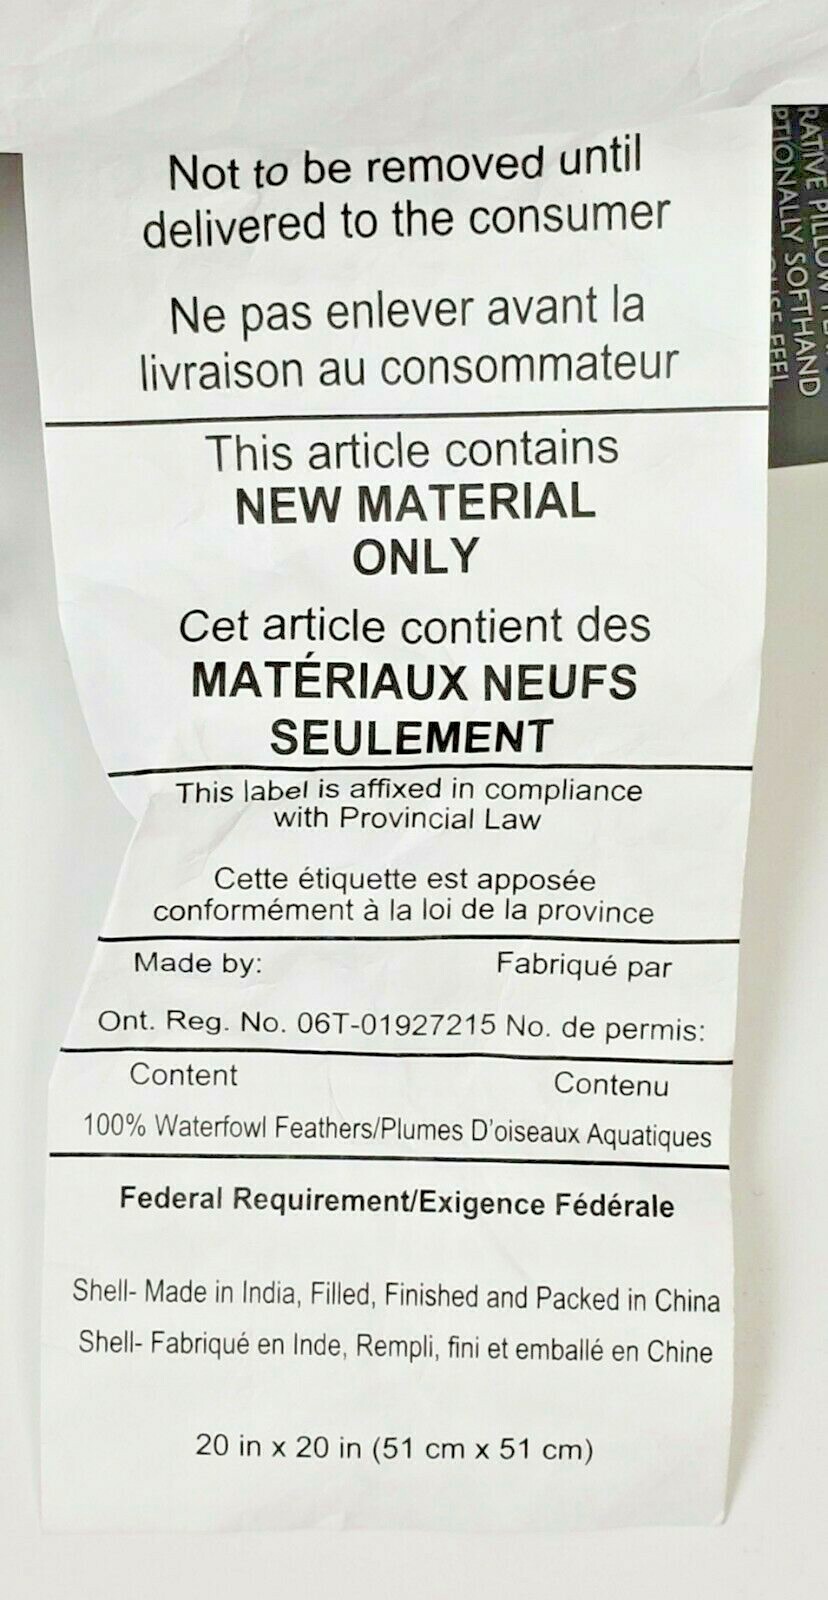 Not to be removed until
delivered to the consumer
Ne pas enlever avant la
livraison au consommateur
This article contains
NEW MATERIAL
ONLY
Cet article contient des
MATÉRIAUX NEUFS
SEULEMENT
This label is affixed in compliance
with Provincial Law
Cette étiquette est apposée
conformément à la loi de la province
Made by: Fabriqué par
Ont. Reg. No. 06T-01927215 No. de permis:
Content Contenu
100% Waterfowl Feathers/Plumes D'oiseaux Aquatiques
Federal Requirement/Exigence Fédérale
Shell- Made in India, Filled, Finished and Packed in China
Shell- Fabriqué en Inde, Rempli, fini et emballé en Chine
20 in x 20 in (51 cm x 51 cm)
RATIVE PILLOW
PTIONALLY SOFTHAND